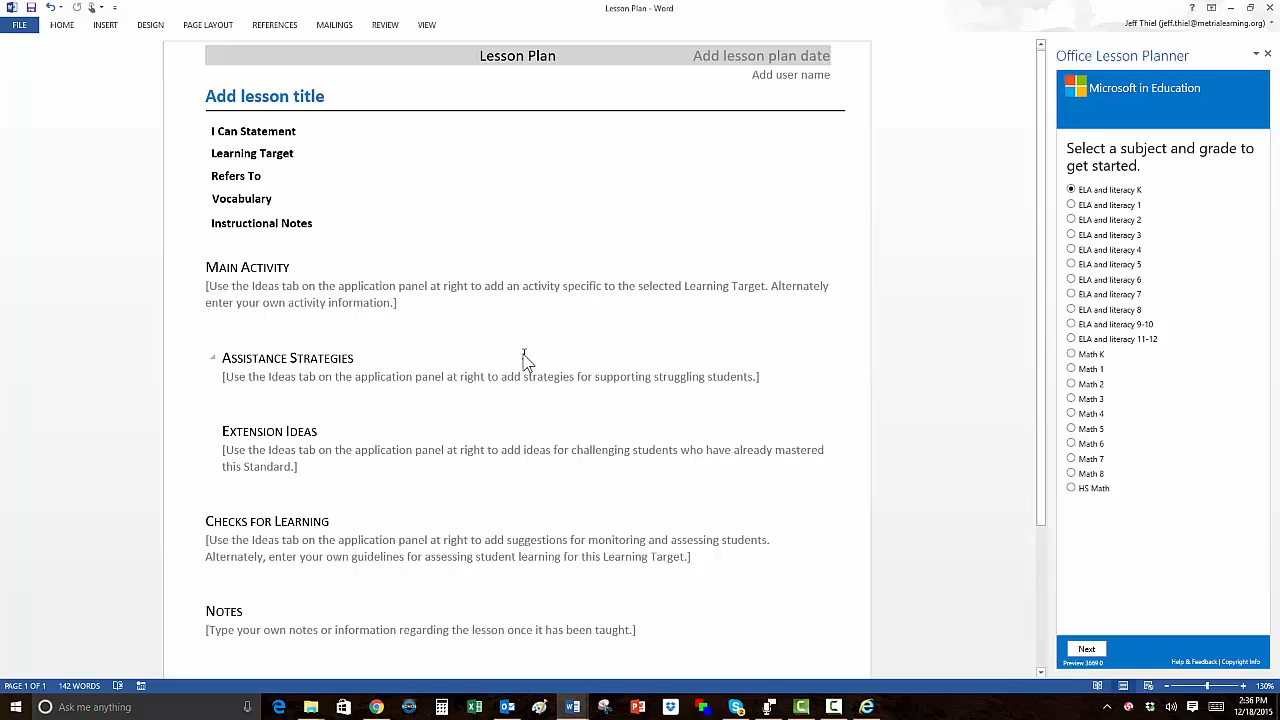 Lesson Plan - Word
FILE HOME INSERT DESIGN PAGE LAYOUT REFERENCES MAILINGS REVIEW VIEW
Jeff Thiel (jeff.thiel@metrialearning.org)
Lesson Plan Add lesson plan date
Add user name
Add lesson title
I Can Statement
Learning Target
Refers To
Vocabulary
Instructional Notes
MAIN ACTIVITY
[Use the Ideas tab on the application panel at right to add an activity specific to the selected Learning Target. Alternately
enter your own activity information.]
ASSISTANCE STRATEGIES
[Use the Ideas tab on the application panel at right to add strategies for supporting struggling students.]
EXTENSION IDEAS
[Use the Ideas tab on the application panel at right to add ideas for challenging students who have already mastered
this Standard.]
CHECKS FOR LEARNING
[Use the Ideas tab on the application panel at right to add suggestions for monitoring and assessing students.
Alternately, enter your own guidelines for assessing student learning for this Learning Target.]
NOTES
[Type your own notes or information regarding the lesson once it has been taught.]
Office Lesson Planner
Microsoft in Education
Select a subject and grade to
get started.
ELA and literacy K
ELA and literacy 1
ELA and literacy 2
ELA and literacy 3
ELA and literacy 4
ELA and literacy 5
ELA and literacy 6
ELA and literacy 7
ELA and literacy 8
ELA and literacy 9-10
ELA and literacy 11-12
Math K
Math 1
Math 2
Math 3
Math 4
Math 5
Math 6
Math 7
Math 8
HS Math
Next
Preview 3669 0 Help & Feedback | Copyright Info
PAGE 1 OF 1 142 WORDS 130%
Ask me anything
2:36 PM
12/18/2015